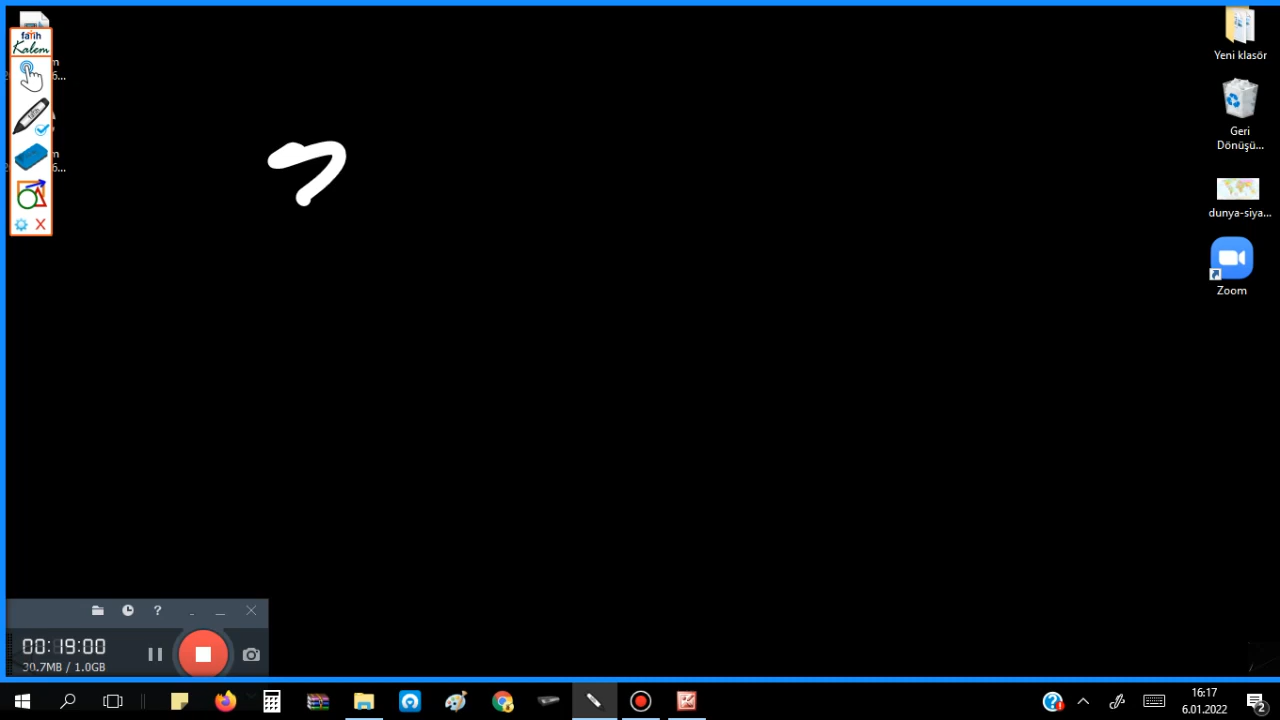 fatih
Kalem
Yeni klasör
Geri
Dönüşü...
dunya-siya...
Zoom
00:19:00
30.7MB / 1.0GB
16:17
6.01.2022
2